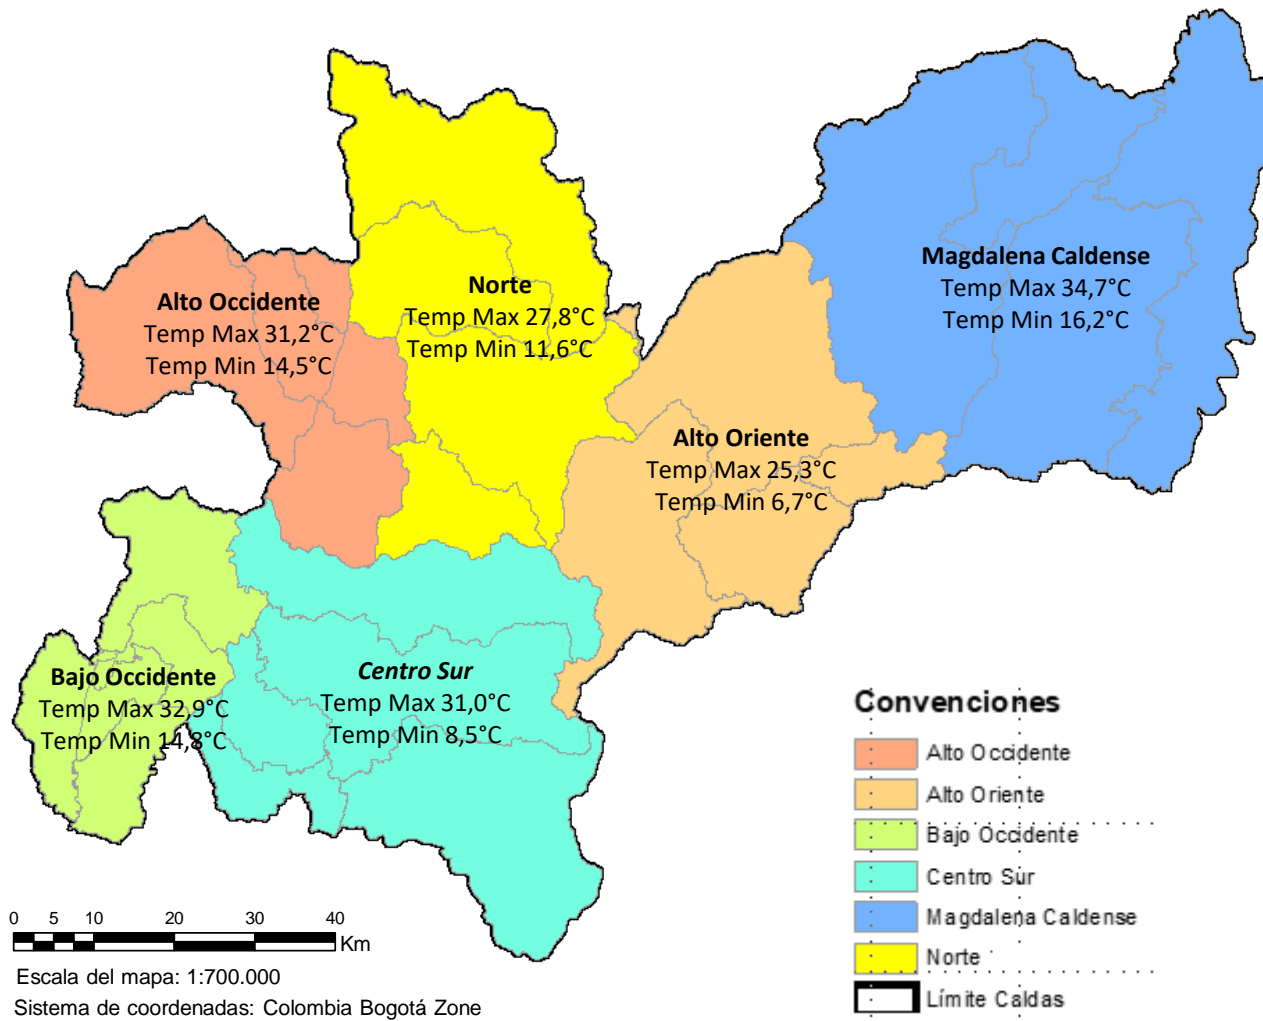 Magdalena Caldense
Temp Max 34,7°C
Temp Min 16,2°C
Norte
Temp Max 27,8°C
Temp Min 11,6°C
Alto Occidente
Temp Max 31,2°C
Temp Min 14,5°C
Alto Oriente
Temp Max 25,3°C
Temp Min 6,7°C
Bajo Occidente
Temp Max 32,9°C
Temp Min 14,8°C
Centro Sur
Temp Max 31,0°C
Temp Min 8,5°C
Convenciones
Alto Occidente
Alto Oriente
Bajo Occidente
Centro Sur
Magdalena Caldense
Norte
Límite Caldas
0 5 10 20 30 40
Km
Escala del mapa: 1:700.000
Sistema de coordenadas: Colombia Bogotá Zone